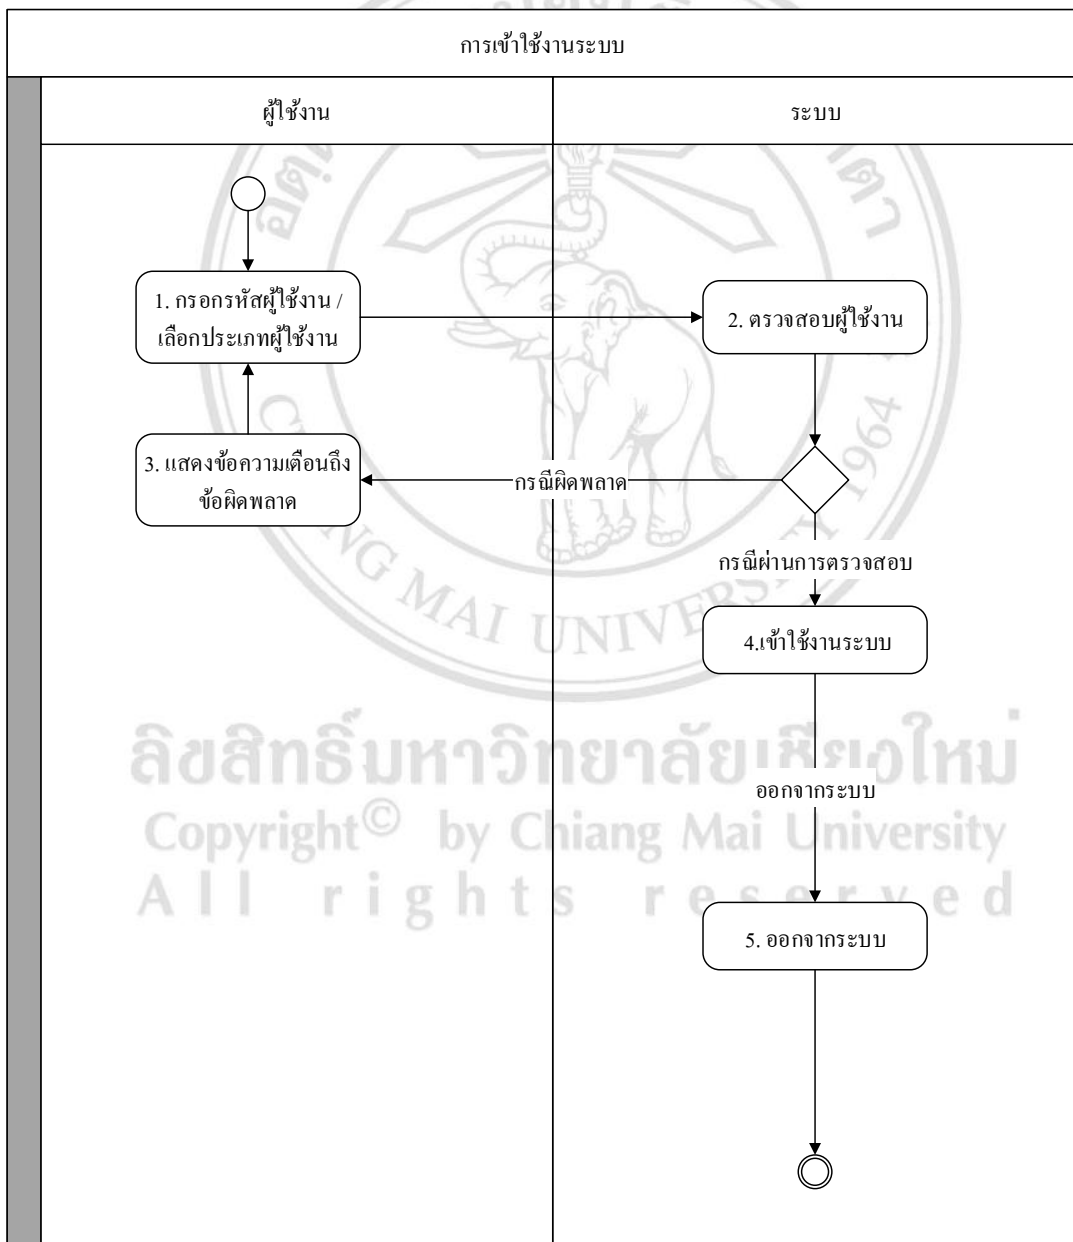 การเข้าใช้งานระบบ
ผู้ใช้งาน
ระบบ
1. กรอกรหัสผู้ใช้งาน /
เลือกประเภทผู้ใช้งาน
2. ตรวจสอบผู้ใช้งาน
3. แสดงข้อความเตือนถึง
ข้อผิดพลาด
กรณีผิดพลาด
กรณีผ่านการตรวจสอบ
4.เข้าใช้งานระบบ
ออกจากระบบ
5. ออกจากระบบ
ลิขสิทธิ์มหาวิทยาลัยเชียงใหม่
Copyright© by Chiang Mai University
All rights reserved
CHIANG MAI UNIVERSITY 1964